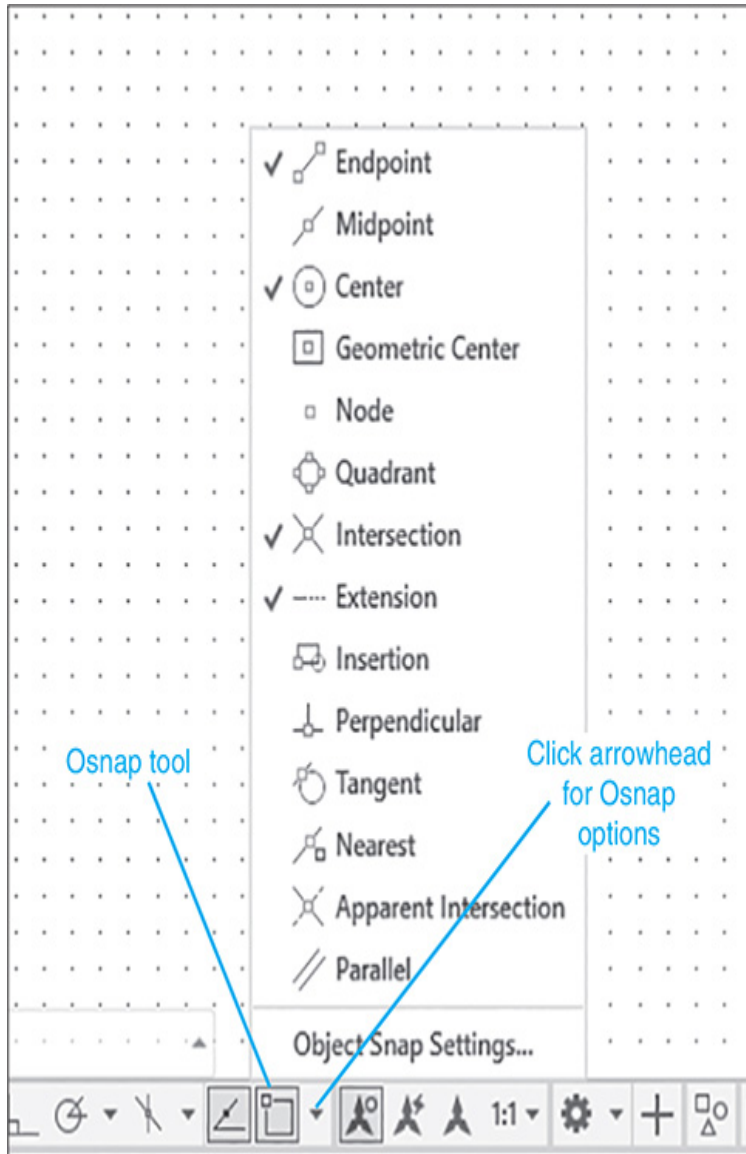 Endpoint
Midpoint
Center
Geometric Center
Node
Quadrant
Intersection
Extension
Insertion
Perpendicular
Tangent
Nearest
Apparent Intersection
Parallel
Object Snap Settings...
Osnap tool
Click arrowhead
for Osnap
options
1:1